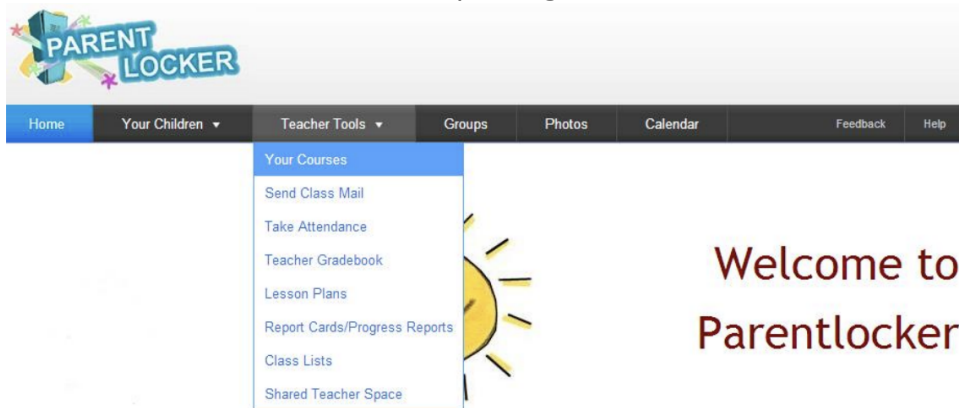 PARENT
LOCKER
Home Your Children Teacher Tools Groups Photos Calendar Feedback Help
Your Courses
Send Class Mail
Take Attendance
Teacher Gradebook
Lesson Plans
Report Cards/Progress Reports
Class Lists
Shared Teacher Space
Welcome to
Parentlocker